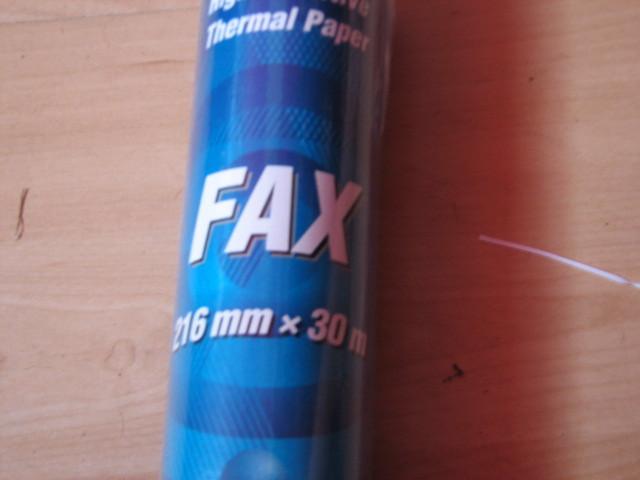 Thermal Paper
FAX
216 mm × 30 m